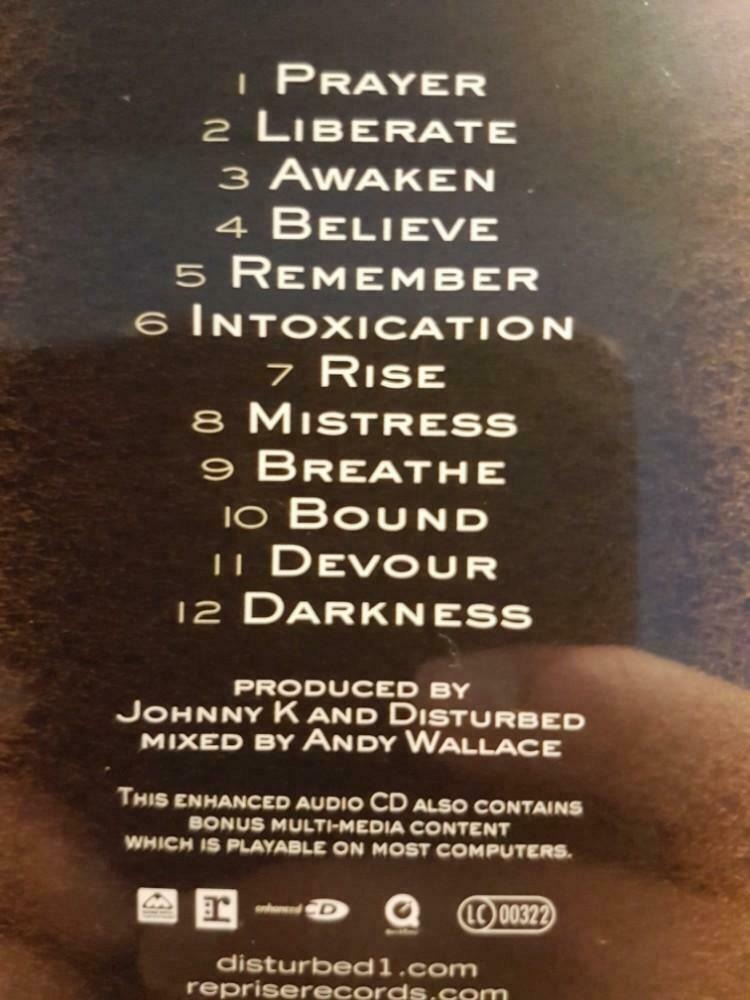 1 PRAYER
2 LIBERATE
3 AWAKEN
4 BELIEVE
5 REMEMBER
6 INTOXICATION
7 RISE
8 MISTRESS
9 BREATHE
10 BOUND
11 DEVOUR
12 DARKNESS
PRODUCED BY
JOHNNY K AND DISTURBED
MIXED BY ANDY WALLACE
THIS ENHANCED AUDIO CD ALSO CONTAINS
BONUS MULTI-MEDIA CONTENT
WHICH IS PLAYABLE ON MOST COMPUTERS.
enhanced CD LC 00322
disturbed1.com
repriserecords.com